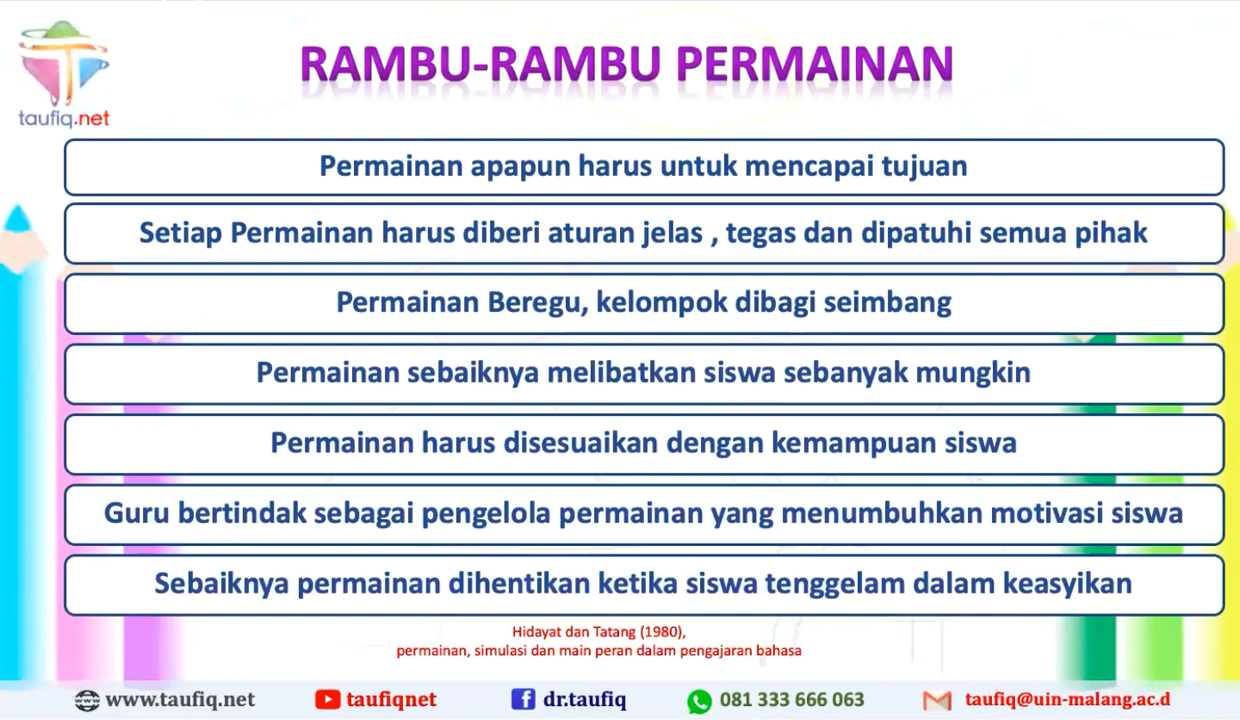 taufiq.net
RAMBU-RAMBU PERMAINAN
Permainan apapun harus untuk mencapai tujuan
Setiap Permainan harus diberi aturan jelas , tegas dan dipatuhi semua pihak
Permainan Beregu, kelompok dibagi seimbang
Permainan sebaiknya melibatkan siswa sebanyak mungkin
Permainan harus disesuaikan dengan kemampuan siswa
Guru bertindak sebagai pengelola permainan yang menumbuhkan motivasi siswa
Sebaiknya permainan dihentikan ketika siswa tenggelam dalam keasyikan
Hidayat dan Tatang (1980),
permainan, simulasi dan main peran dalam pengajaran bahasa
www.taufiq.net taufiqnet dr.taufiq 081 333 666 063 taufiq@uin-malang.ac.d